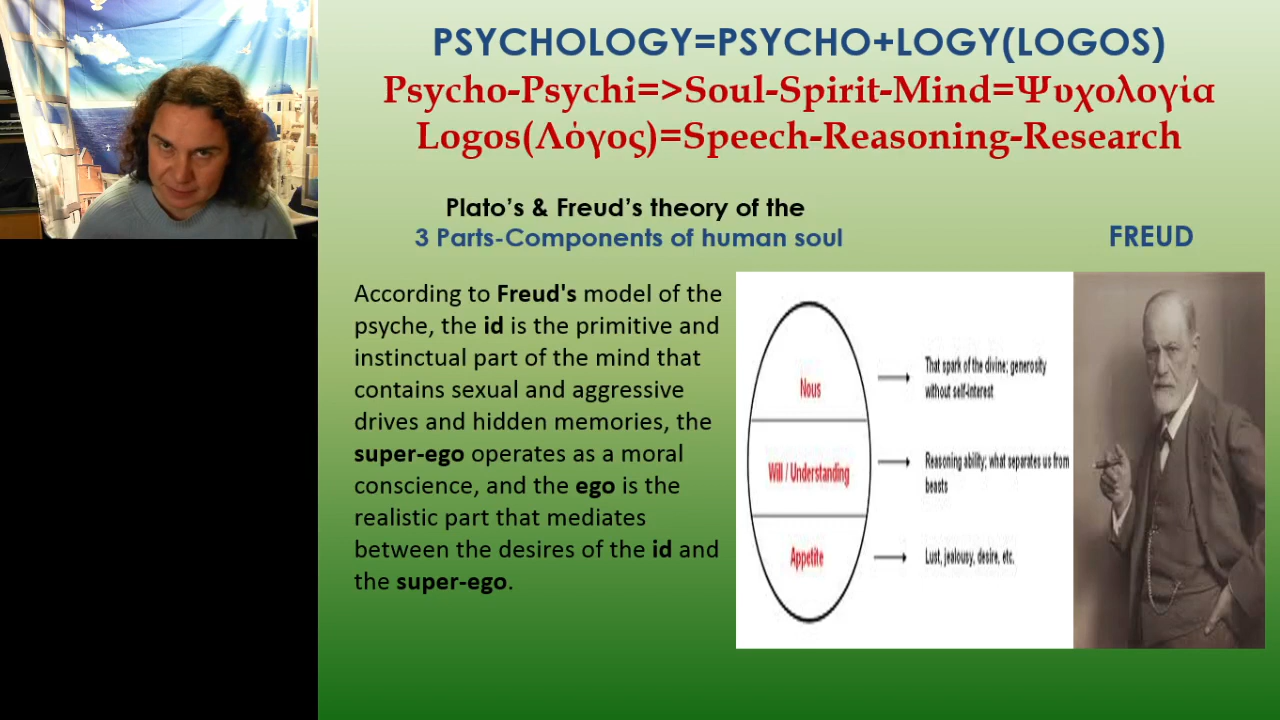 PSYCHOLOGY=PSYCHO+LOGY(LOGOS)
Psycho-Psychi=>Soul-Spirit-Mind=Ψυχολογία
Logos(Λόγος)=Speech-Reasoning-Research
Plato's & Freud's theory of the
3 Parts-Components of human soul
FREUD
According to Freud's model of the
psyche, the id is the primitive and
instinctual part of the mind that
contains sexual and aggressive
drives and hidden memories, the
super-ego operates as a moral
conscience, and the ego is the
realistic part that mediates
between the desires of the id and
the super-ego.
Nous
That spark of the divine; generosity
without self-interest
Will / Understanding
Reasoning ability; what separates us from
beasts
Appetite
Lust, jealousy, desire, etc.